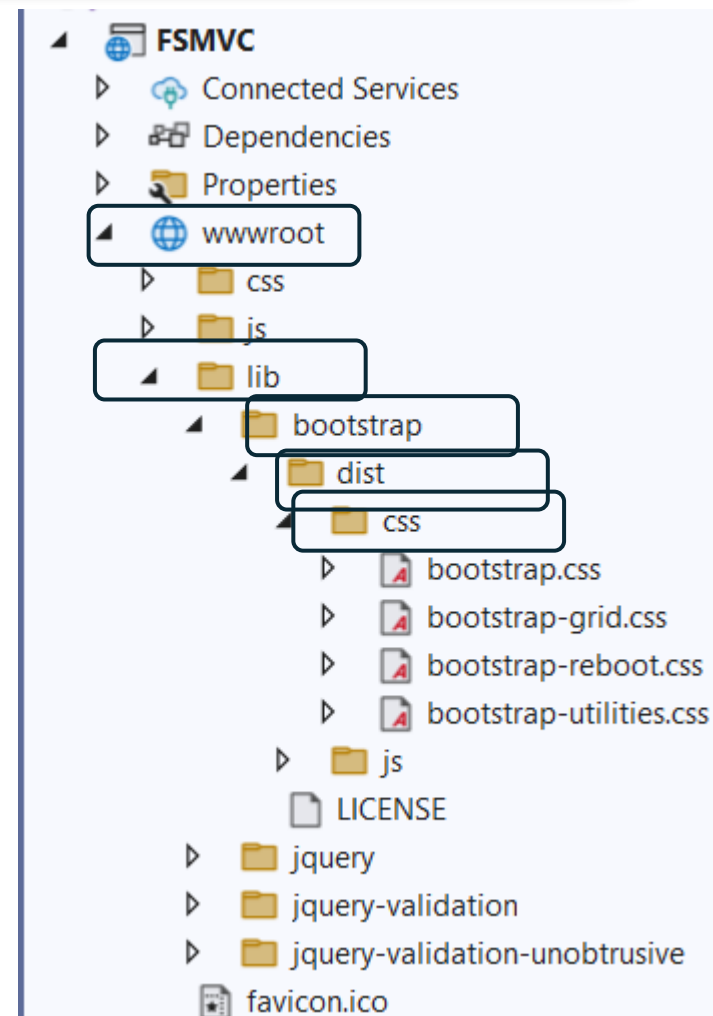 FSMVC
Connected Services
Dependencies
Properties
wwwroot
css
js
lib
bootstrap
dist
css
bootstrap.css
bootstrap-grid.css
bootstrap-reboot.css
bootstrap-utilities.css
js
LICENSE
jquery
jquery-validation
jquery-validation-unobtrusive
favicon.ico